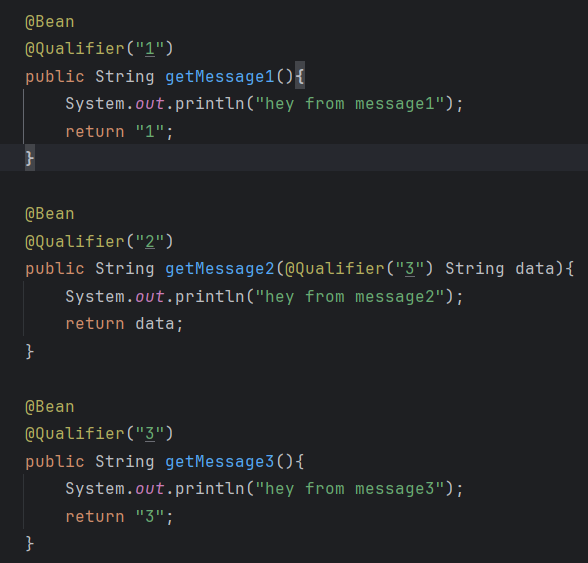 @Bean
@Qualifier("1")
public String getMessage1(){
    System.out.println("hey from message1");
    return "1";
}

@Bean
@Qualifier("2")
public String getMessage2(@Qualifier("3") String data){
    System.out.println("hey from message2");
    return data;
}

@Bean
@Qualifier("3")
public String getMessage3(){
    System.out.println("hey from message3");
    return "3";
}